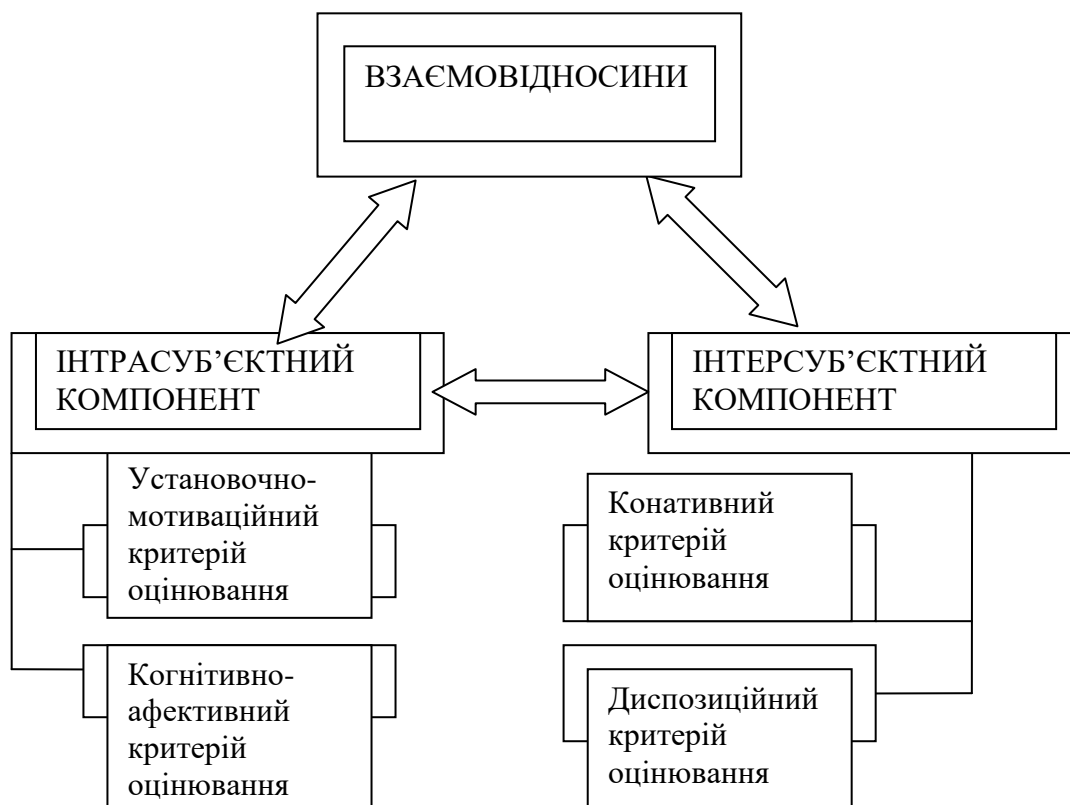 ВЗАЄМОВІДНОСИНИ
ІНТРАСУБ’ЄКТНИЙ
КОМПОНЕНТ
ІНТЕРСУБ’ЄКТНИЙ
КОМПОНЕНТ
Установочно-
мотиваційний
критерій
оцінювання
Когнітивно-
афективний
критерій
оцінювання
Конативний
критерій
оцінювання
Диспозиційний
критерій
оцінювання